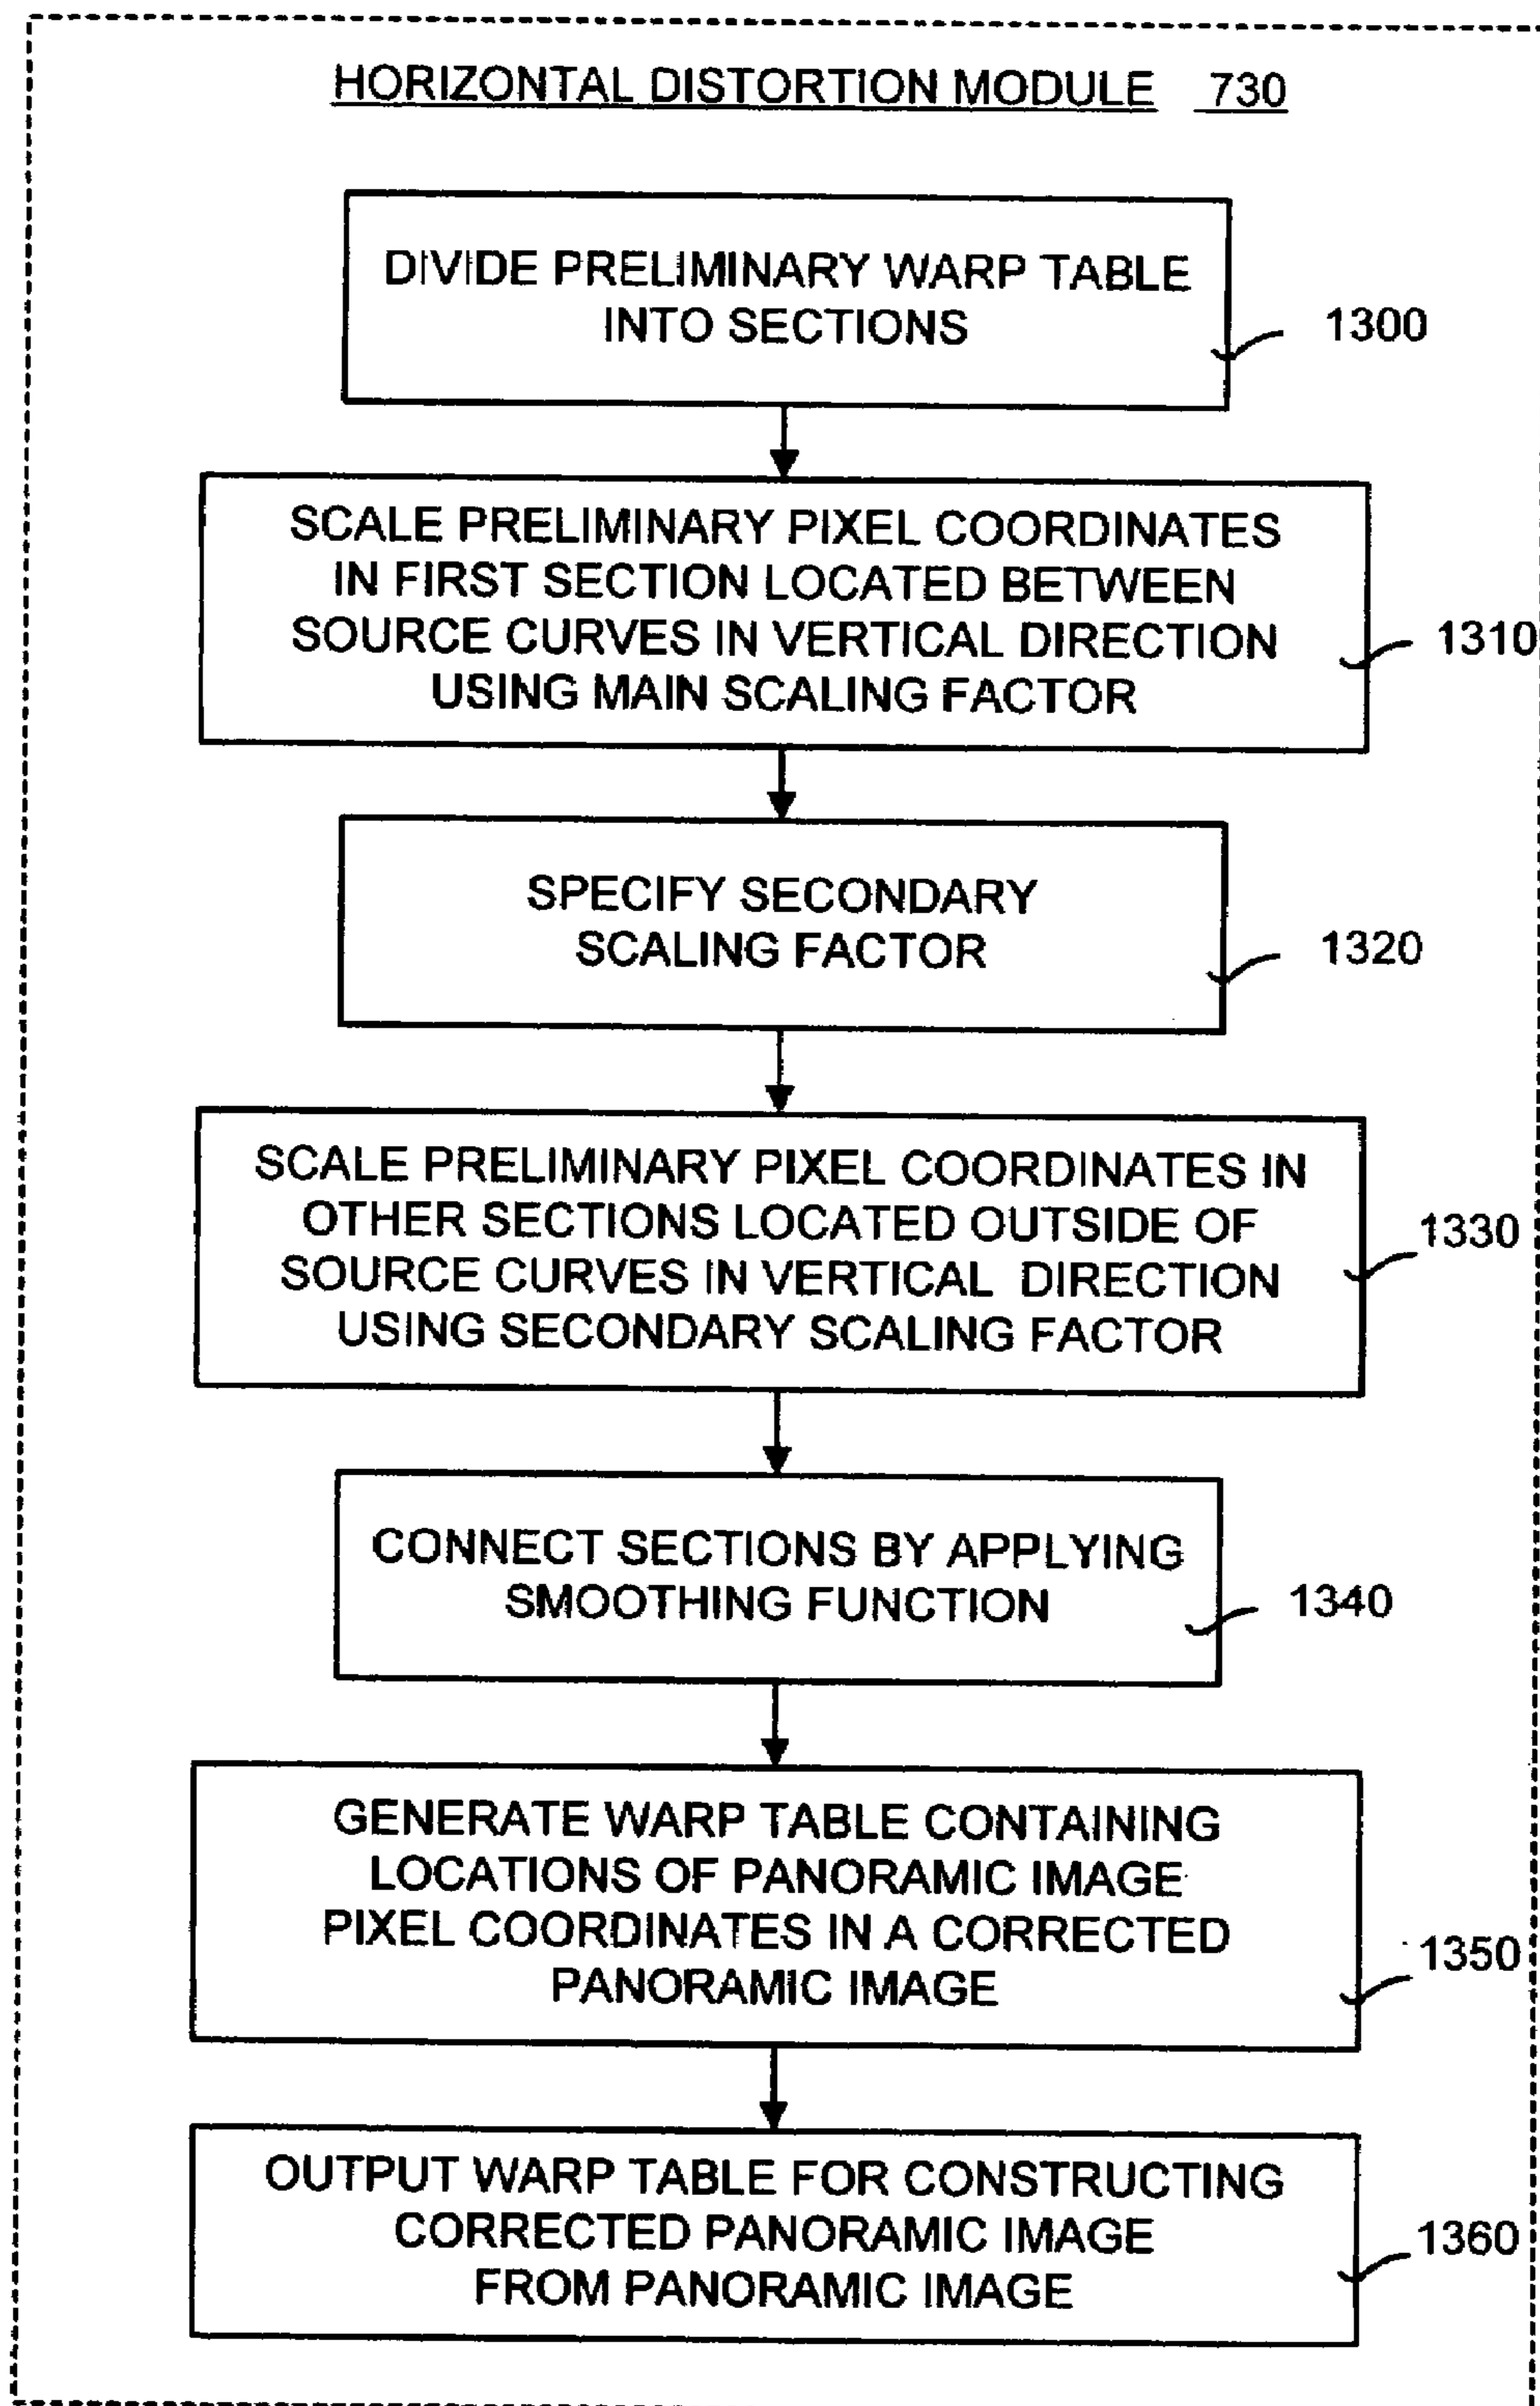 HORIZONTAL DISTORTION MODULE 730
DIVIDE PRELIMINARY WARP TABLE
INTO SECTIONS
1300
SCALE PRELIMINARY PIXEL COORDINATES
IN FIRST SECTION LOCATED BETWEEN
SOURCE CURVES IN VERTICAL DIRECTION
USING MAIN SCALING FACTOR
1310
SPECIFY SECONDARY
SCALING FACTOR
1320
SCALE PRELIMINARY PIXEL COORDINATES IN
OTHER SECTIONS LOCATED OUTSIDE OF
SOURCE CURVES IN VERTICAL DIRECTION
USING SECONDARY SCALING FACTOR
1330
CONNECT SECTIONS BY APPLYING
SMOOTHING FUNCTION
1340
GENERATE WARP TABLE CONTAINING
LOCATIONS OF PANORAMIC IMAGE
PIXEL COORDINATES IN A CORRECTED
PANORAMIC IMAGE
1350
OUTPUT WARP TABLE FOR CONSTRUCTING
CORRECTED PANORAMIC IMAGE
FROM PANORAMIC IMAGE
1360